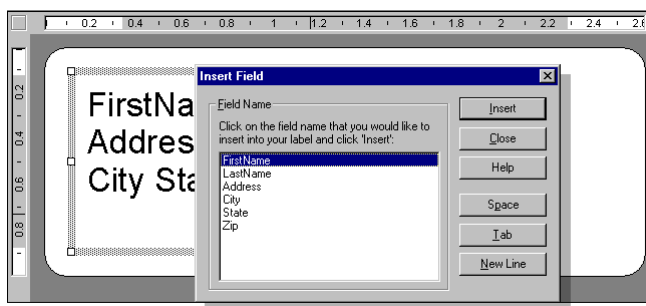 0.2 0.4 0.6 0.8 1 1.2 1.4 1.6 1.8 2 2.2 2.4 2.6
0.2
0.4
0.6
0.8
FirstNa
Addres
City Sta
Insert Field
Field Name
Click on the field name that you would like to
insert into your label and click 'Insert':
FirstName
LastName
Address
City
State
Zip
Insert
Close
Help
Space
Tab
New Line